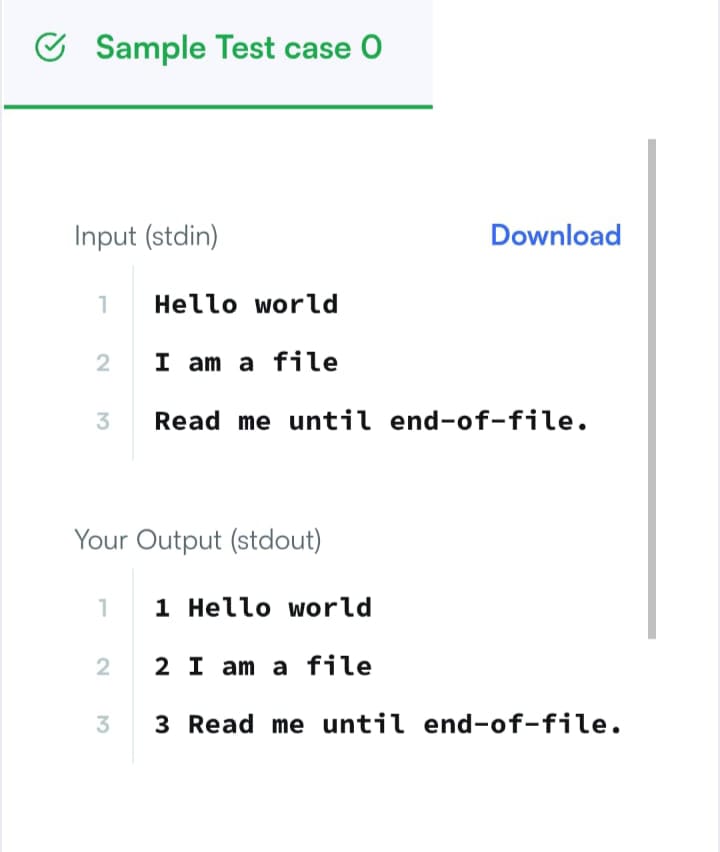 Sample Test case 0
Input (stdin) Download
1 Hello world
2 I am a file
3 Read me until end-of-file.
Your Output (stdout)
1 1 Hello world
2 2 I am a file
3 3 Read me until end-of-file.